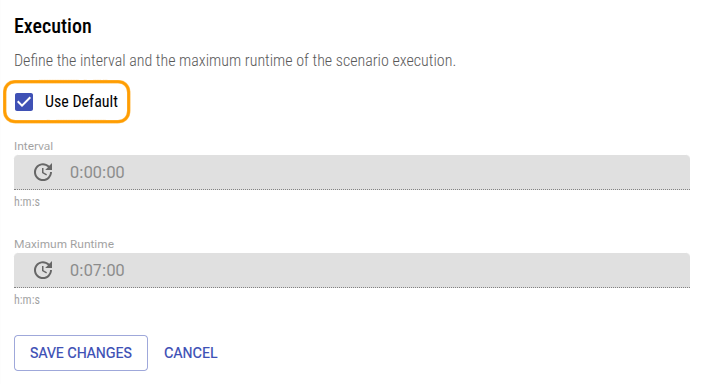 Execution
Define the interval and the maximum runtime of the scenario execution.
Use Default
Interval
0:00:00
h:m:s
Maximum Runtime
0:07:00
h:m:s
SAVE CHANGES CANCEL